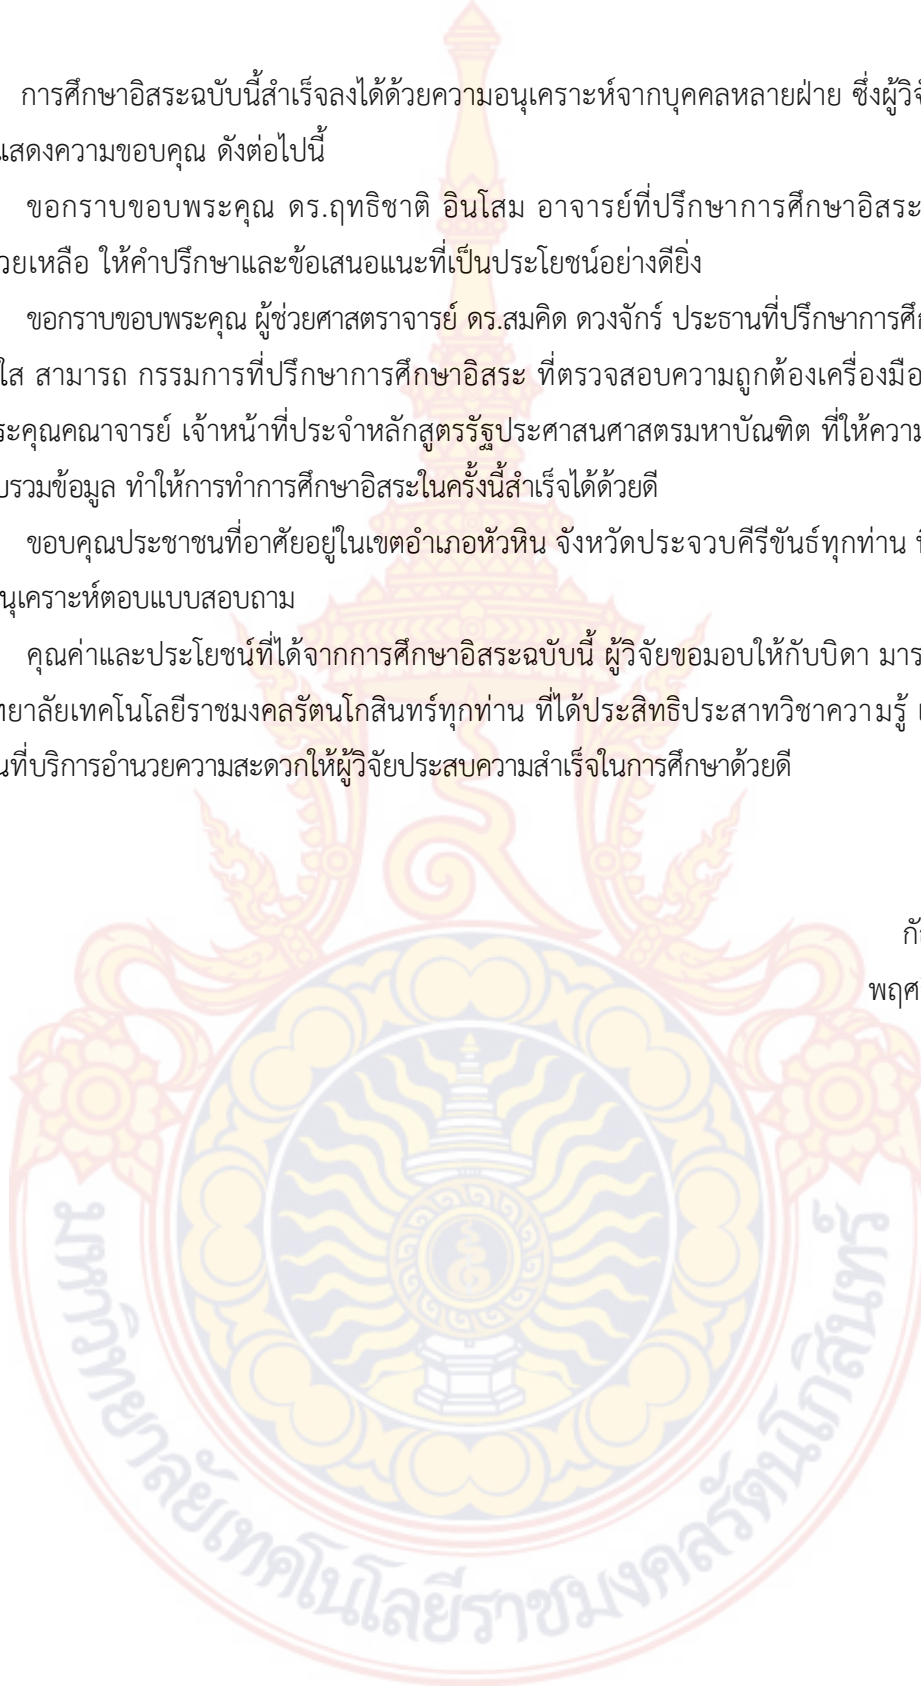 การศึกษาอิสระฉบับนี้สำเร็จลงได้ด้วยความอนุเคราะห์จากบุคคลหลายฝ่าย ซึ่งผู้วิจั
แสดงความขอบคุณ ดังต่อไปนี้
ขอกราบขอบพระคุณ ดร.ฤทธิชาติ อินโสม อาจารย์ที่ปรึกษาการศึกษาอิสระ
วยเหลือ ให้คำปรึกษาและข้อเสนอแนะที่เป็นประโยชน์อย่างดียิ่ง
ขอกราบขอบพระคุณ ผู้ช่วยศาสตราจารย์ ดร.สมคิด ดวงจักร์ ประธานที่ปรึกษาการศึก
ใส สามารถ กรรมการที่ปรึกษาการศึกษาอิสระ ที่ตรวจสอบความถูกต้องเครื่องมือ
ระคุณคณาจารย์ เจ้าหน้าที่ประจำหลักสูตรรัฐประศาสนศาสตรมหาบัณฑิต ที่ให้ความ
บรวมข้อมูล ทำให้การทำการศึกษาอิสระในครั้งนี้สำเร็จได้ด้วยดี
ขอบคุณประชาชนที่อาศัยอยู่ในเขตอำเภอหัวหิน จังหวัดประจวบคีรีขันธ์ทุกท่าน
นุเคราะห์ตอบแบบสอบถาม
คุณค่าและประโยชน์ที่ได้จากการศึกษาอิสระฉบับนี้ ผู้วิจัยขอมอบให้กับบิดา มาร
ทยาลัยเทคโนโลยีราชมงคลรัตนโกสินทร์ทุกท่าน ที่ได้ประสิทธิประสาทวิชาความรู้
นที่บริการอำนวยความสะดวกให้ผู้วิจัยประสบความสำเร็จในการศึกษาด้วยดี
พฤศ
มหาวิทยาลัยเทคโนโลยีราชมงคลรัตนโกสินทร์